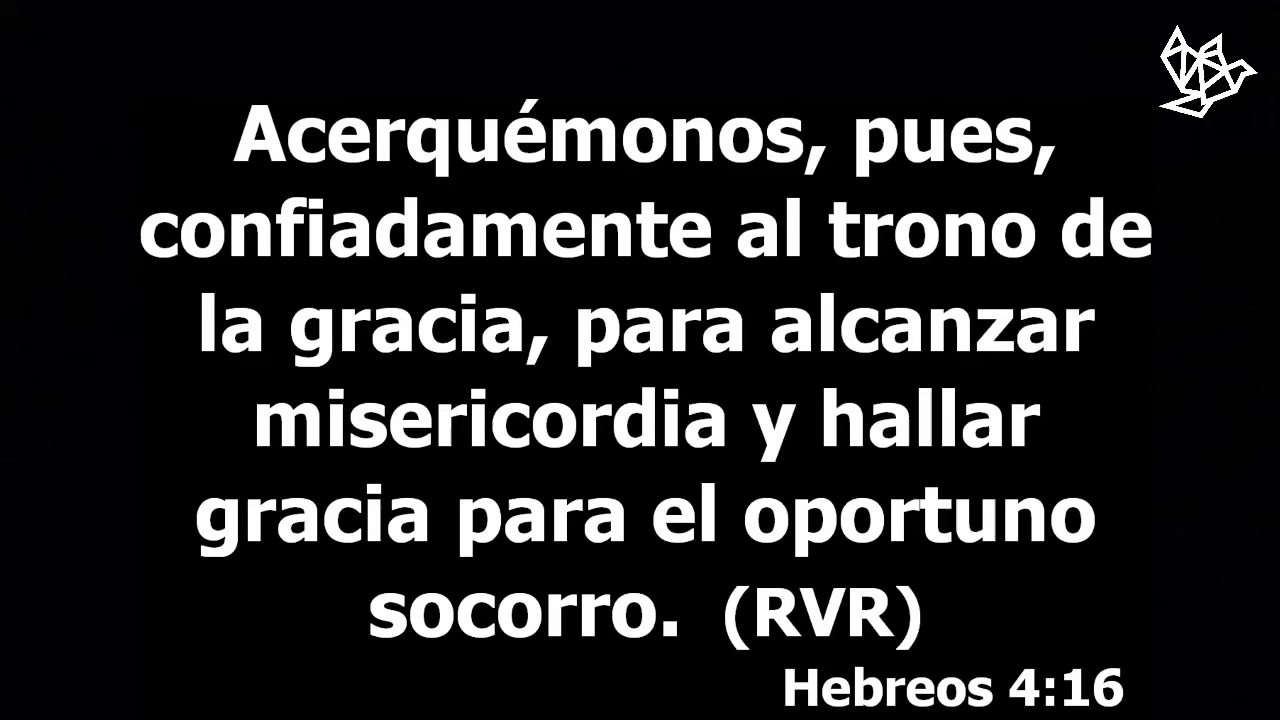 Acerquémonos, pues,
confiadamente al trono de
la gracia, para alcanzar
misericordia y hallar
gracia para el oportuno
socorro. (RVR)
Hebreos 4:16